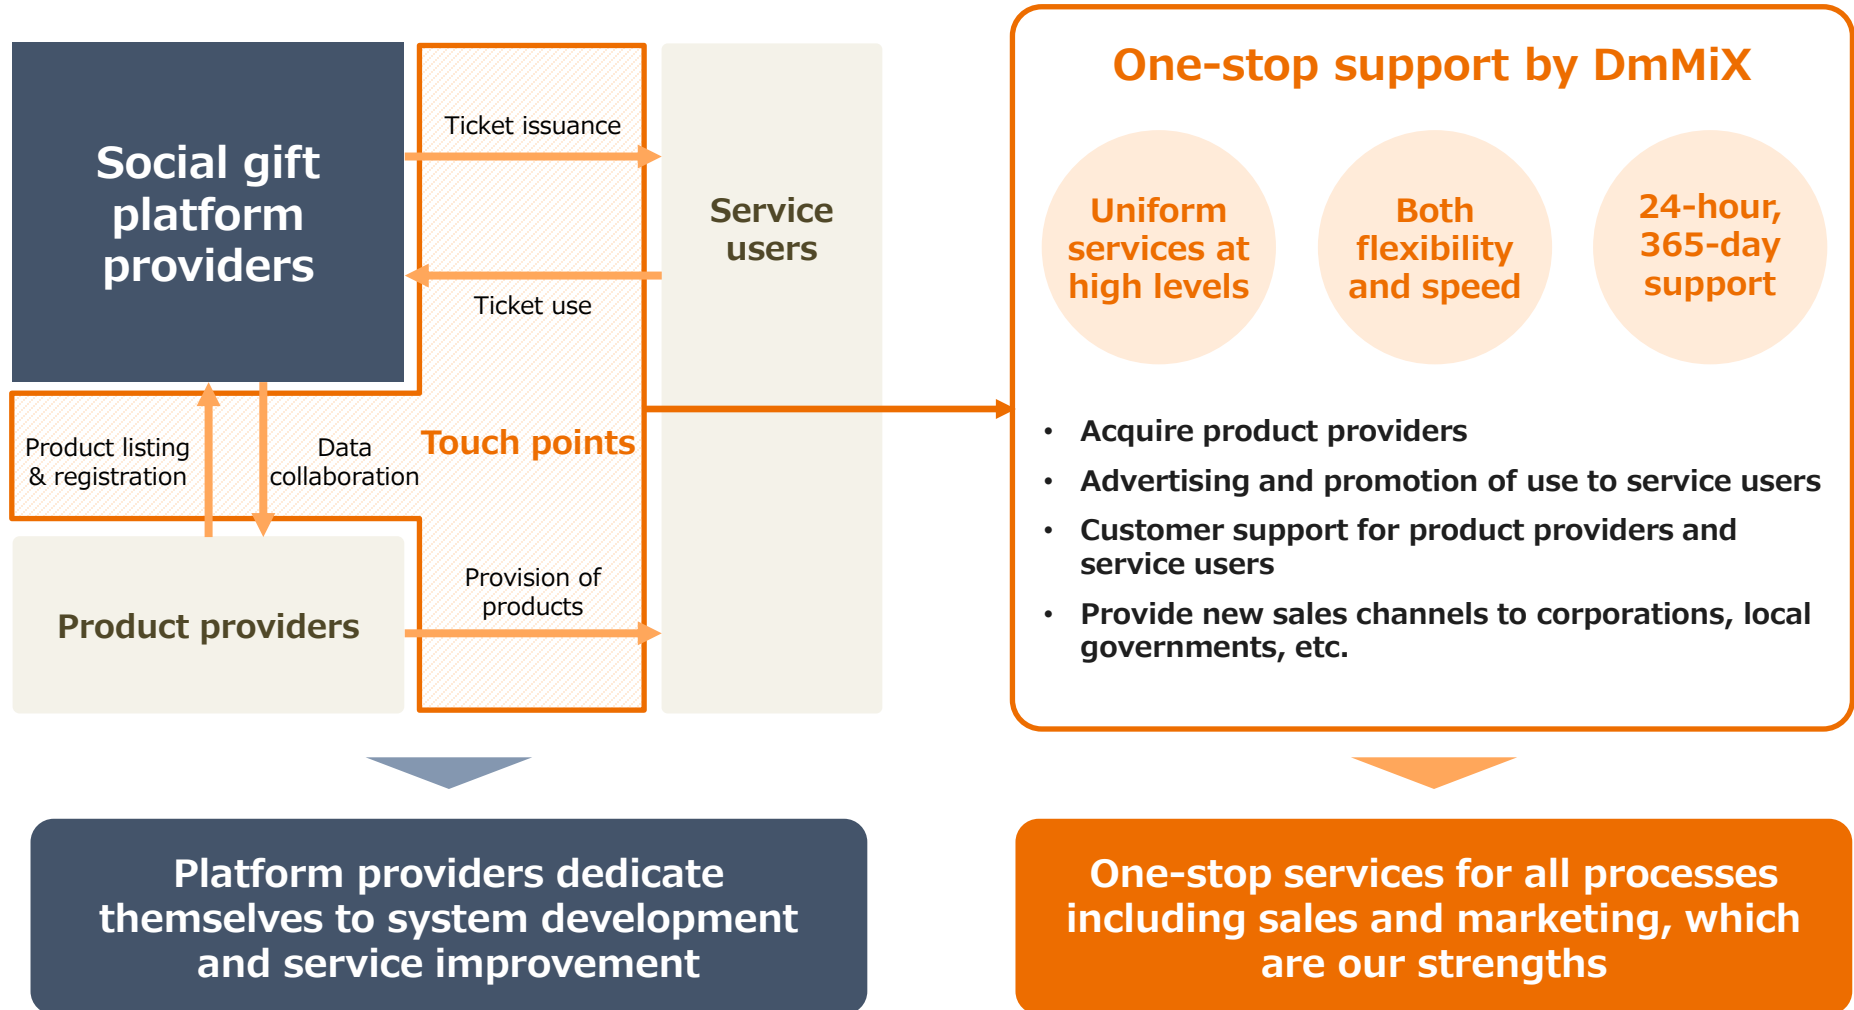 Social gift
platform
providers
Ticket issuance
Ticket use
Service
users
Product listing
& registration
Data
collaboration
Touch points
Product providers
Provision of
products
Platform providers dedicate
themselves to system development
and service improvement
One-stop support by DmMiX
Uniform
services at
high levels
Both
flexibility
and speed
24-hour,
365-day
support
• Acquire product providers
• Advertising and promotion of use to service users
• Customer support for product providers and
service users
• Provide new sales channels to corporations, local
governments, etc.
One-stop services for all processes
including sales and marketing, which
are our strengths